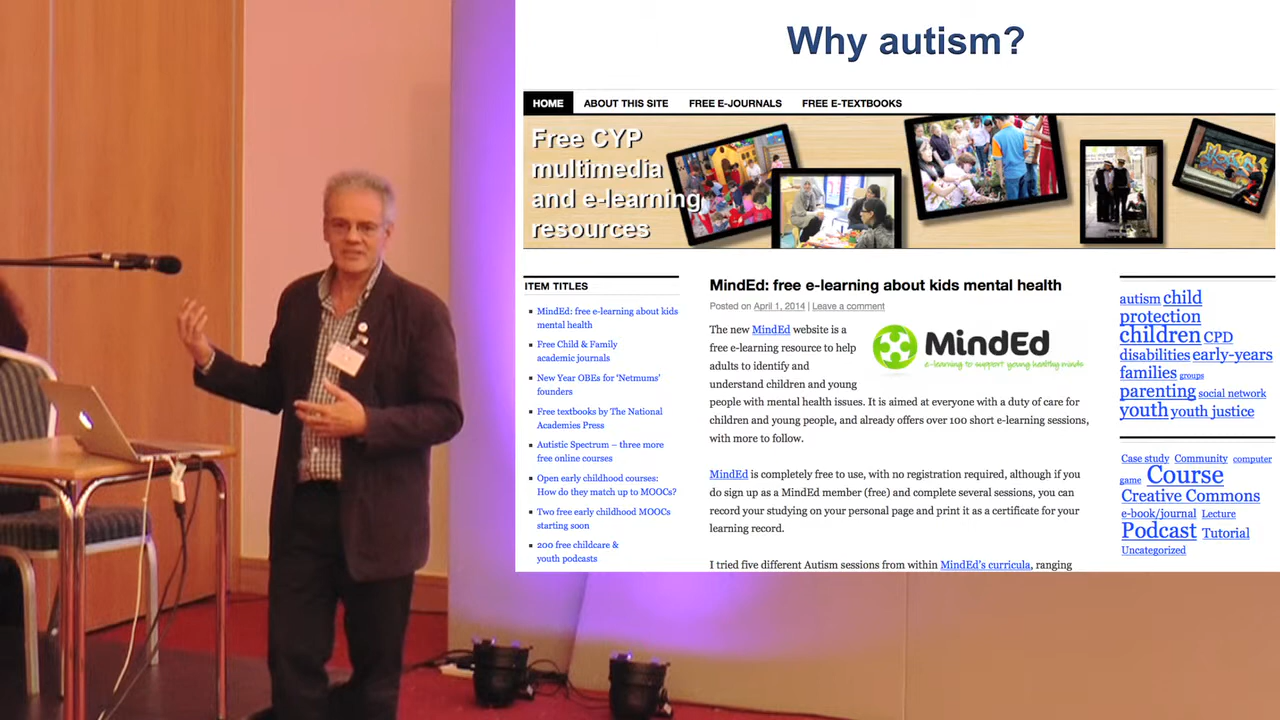 Why autism?
HOME ABOUT THIS SITE FREE E-JOURNALS FREE E-TEXTBOOKS
Free CYP
multimedia
and e-learning
resources
ITEM TITLES
MindEd: free e-learning about kids
mental health
Free Child & Family
academic journals
New Year OBEs for ‘Netmums’
founders
Free textbooks by The National
Academies Press
Autistic Spectrum – three more
free online courses
Open early childhood courses:
How do they match up to MOOCs?
Two free early childhood MOOCs
starting soon
200 free childcare &
youth podcasts
MindEd: free e-learning about kids mental health
Posted on April 1, 2014 | Leave a comment
The new MindEd website is a
free e-learning resource to help
adults to identify and
understand children and young
people with mental health issues. It is aimed at everyone with a duty of care for
children and young people, and already offers over 100 short e-learning sessions,
with more to follow.
MindEd
e-learning to support young healthy minds
MindEd is completely free to use, with no registration required, although if you
do sign up as a MindEd member (free) and complete several sessions, you can
record your studying on your personal page and print it as a certificate for your
learning record.
I tried five different Autism sessions from within MindEd's curricula, ranging
autism child
protection
children CPD
disabilities early-years
families groups
parenting social network
youth youth justice
Case study Community computer
game Course
Creative Commons
e-book/journal Lecture
Podcast Tutorial
Uncategorized